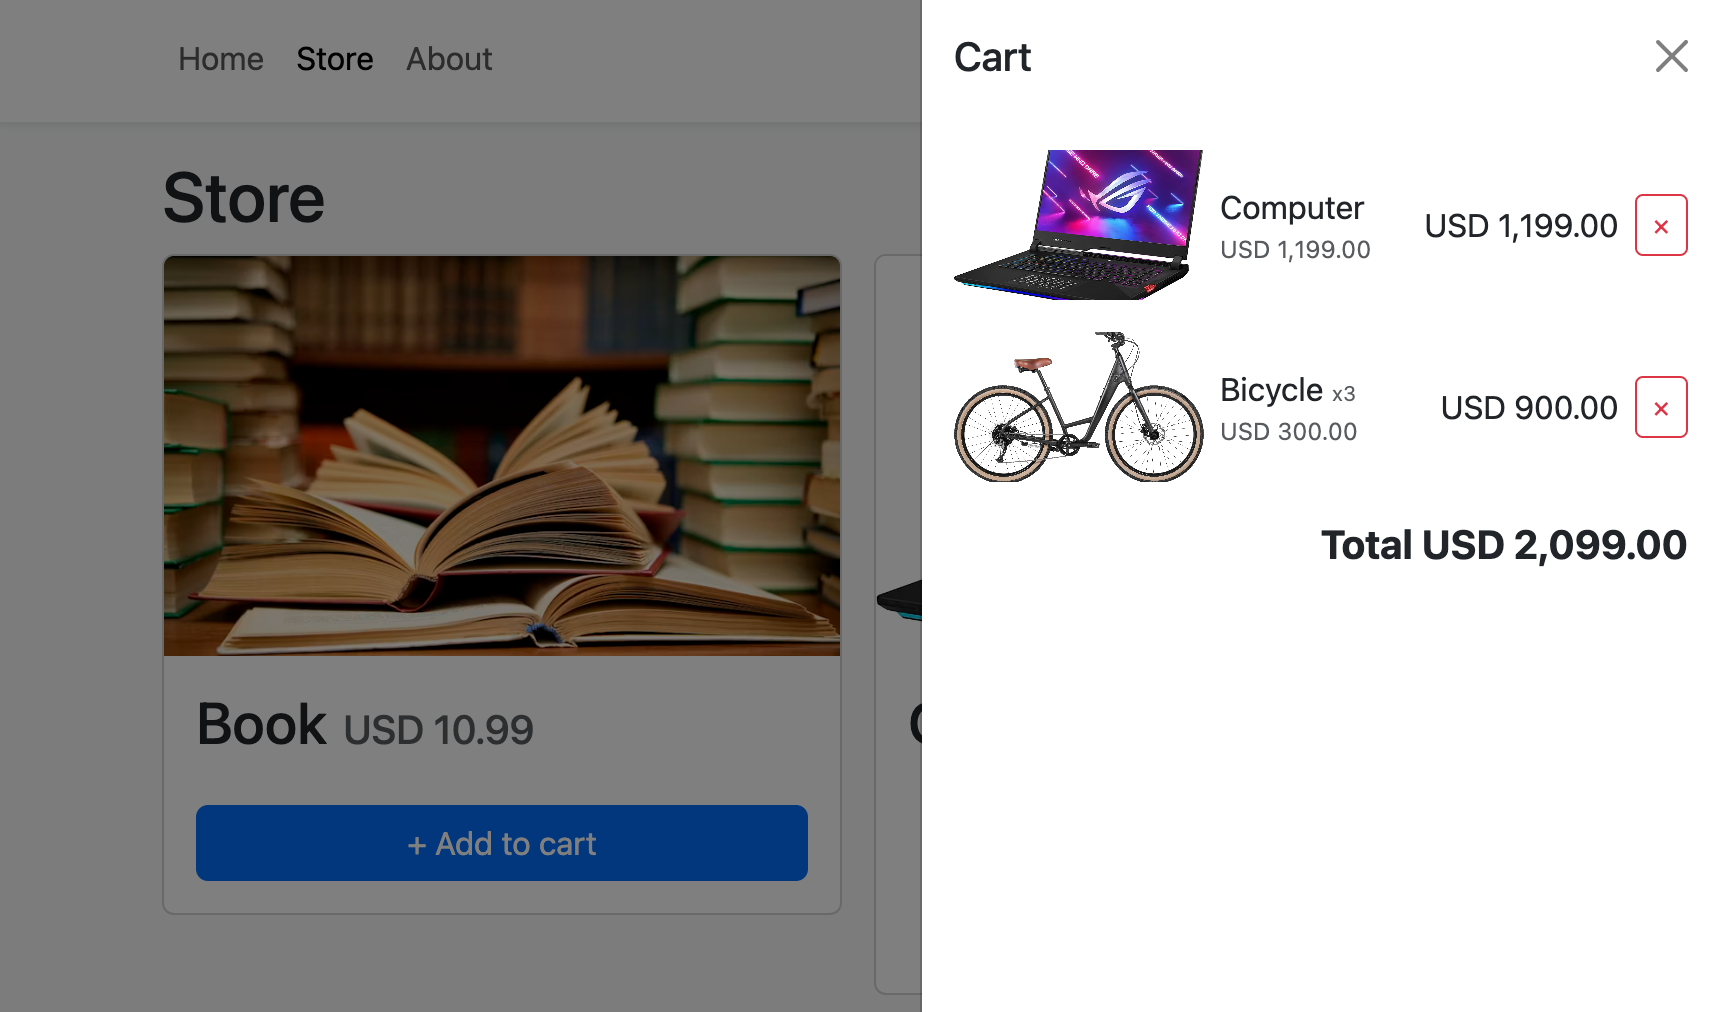 Home Store About
Store
Book USD 10.99
+ Add to cart
Cart
Computer
USD 1,199.00
USD 1,199.00
×
Bicycle x3
USD 300.00
USD 900.00
×
Total USD 2,099.00